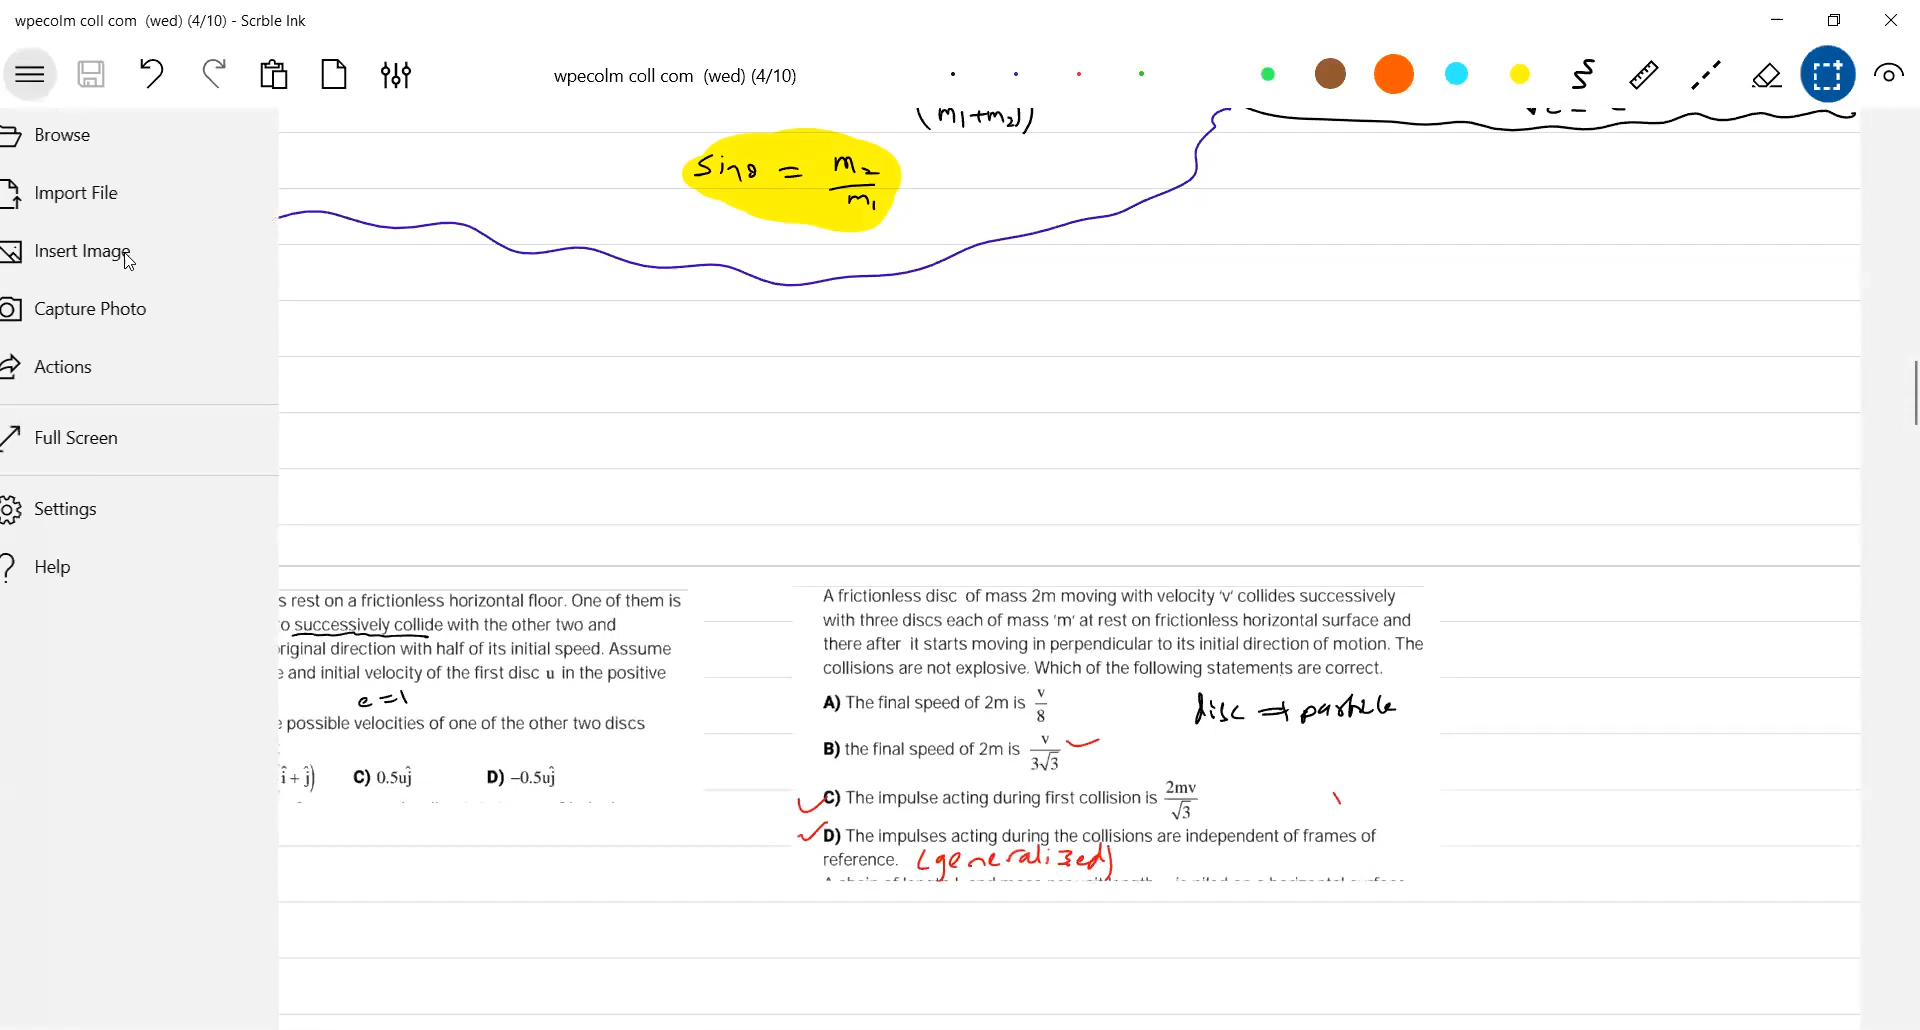 wpecolm coll com (wed) (4/10) - Scrble Ink
wpecolm coll com (wed) (4/10)
Browse
Import File
Insert Image
Capture Photo
Actions
Full Screen
Settings
Help
(m₁+m₂))
Sinθ = m₂/m₁
s rest on a frictionless horizontal floor. One of them is
o successively collide with the other two and
riginal direction with half of its initial speed. Assume
e and initial velocity of the first disc u in the positive
e=1
e possible velocities of one of the other two discs
î + ĵ) C) 0.5uĵ D) −0.5uĵ
A frictionless disc of mass 2m moving with velocity 'v' collides successively
with three discs each of mass 'm' at rest on frictionless horizontal surface and
there after it starts moving in perpendicular to its initial direction of motion. The
collisions are not explosive. Which of the following statements are correct.
A) The final speed of 2m is v/8
disc ⇒ particle
B) the final speed of 2m is v/3√3
C) The impulse acting during first collision is 2mv/√3
D) The impulses acting during the collisions are independent of frames of
reference. (generalized)